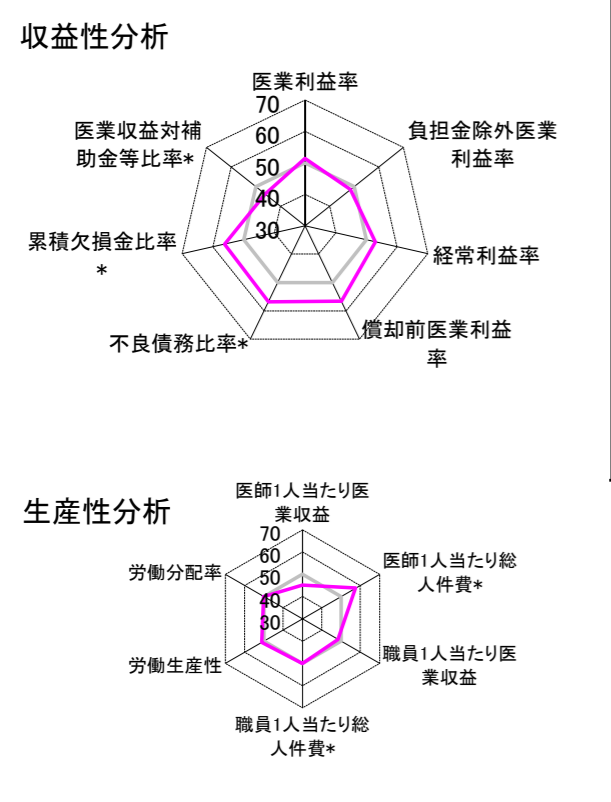 収益性分析
医業利益率
70
60
50
40
30
負担金除外医業
利益率
経常利益率
償却前医業利益
率
不良債務比率*
累積欠損金比率
*
医業収益対補
助金等比率*
生産性分析
医師1人当たり医
業収益
70
60
50
40
30
医師1人当たり総
人件費*
職員1人当たり医
業収益
職員1人当たり総
人件費*
労働生産性
労働分配率